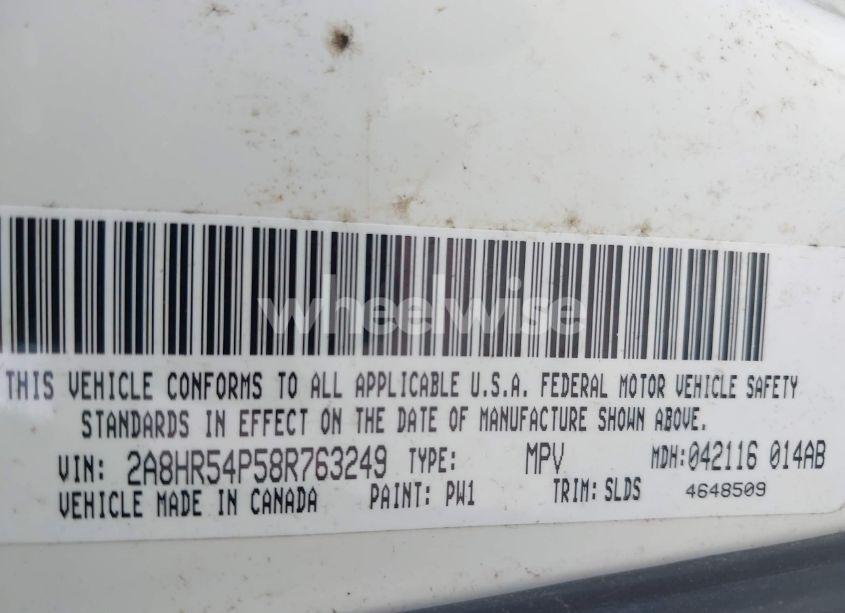 wheelwise
THIS VEHICLE CONFORMS TO ALL APPLICABLE U.S.A. FEDERAL MOTOR VEHICLE SAFETY
STANDARDS IN EFFECT ON THE DATE OF MANUFACTURE SHOWN ABOVE.
VIN: 2A8HR54P58R763249 TYPE: MPV MDH:042116 014AB
VEHICLE MADE IN CANADA PAINT: PW1 TRIM: SLDS 4648509